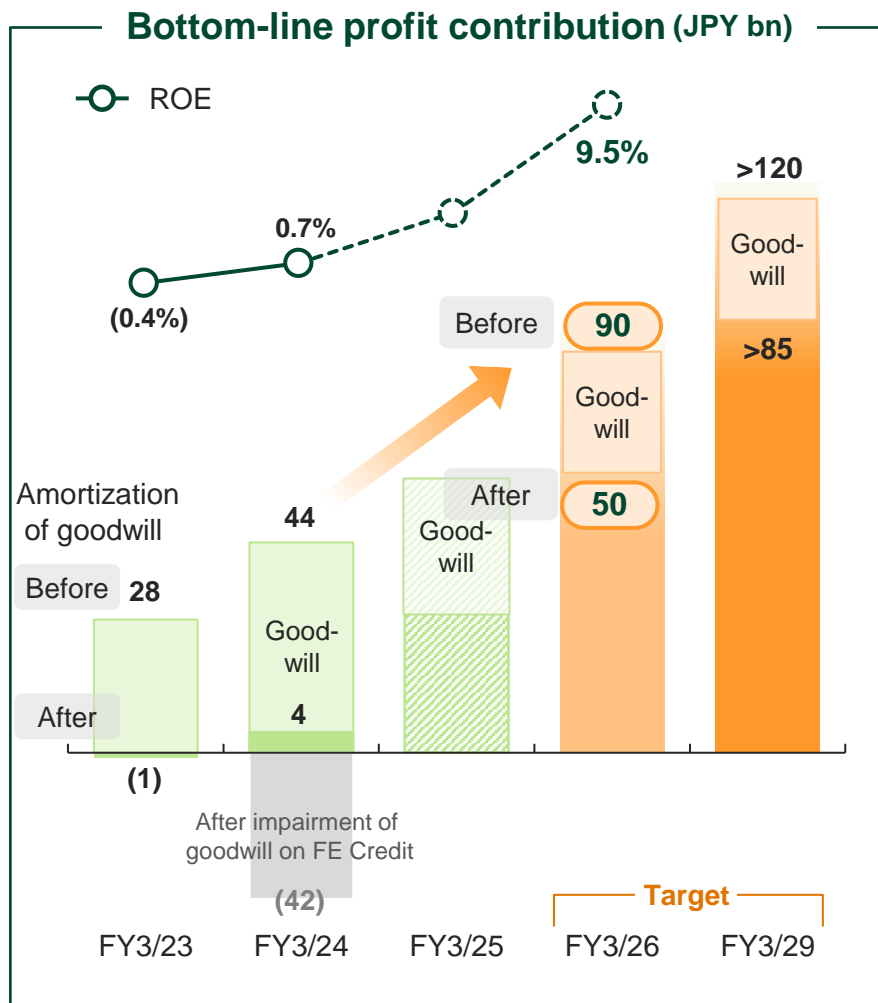 Bottom-line profit contribution (JPY bn)
ROE
9.5%
>120
0.7%
(0.4%)
Good-
will
Before
90
>85
Good-
will
Amortization
of goodwill
44
After
50
Good-
will
Before
28
Good-
will
After
4
(1)
After impairment of
goodwill on FE Credit
(42)
Target
FY3/23
FY3/24
FY3/25
FY3/26
FY3/29